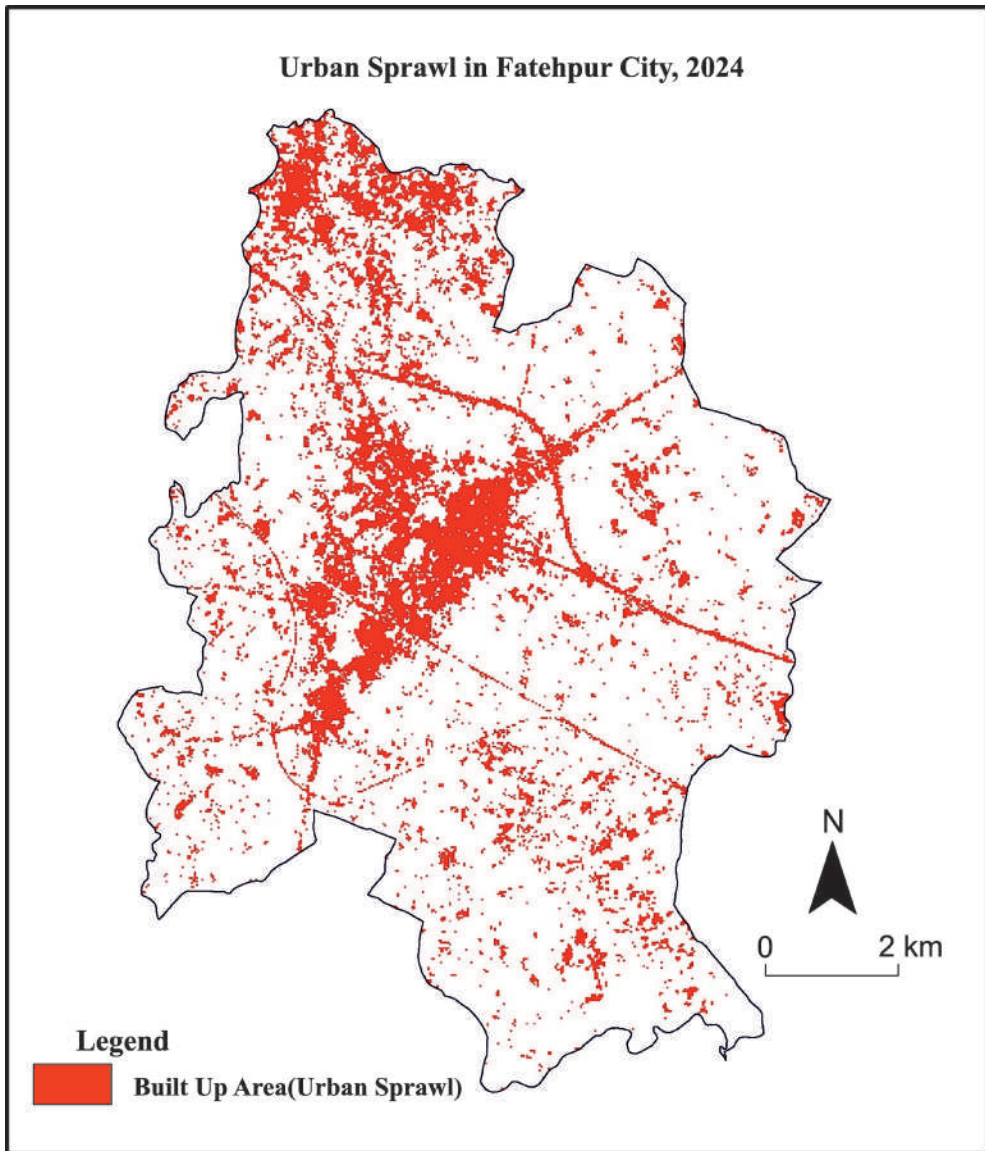 Urban Sprawl in Fatehpur City, 2024
N
0 2 km
Legend
Built Up Area(Urban Sprawl)